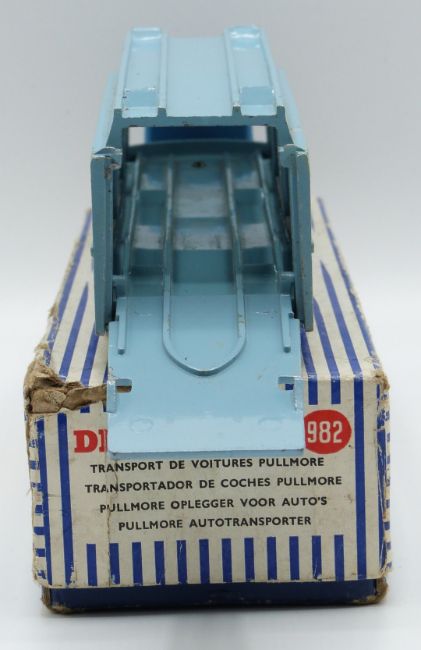 DI 982
TRANSPORT DE VOITURES PULLMORE
TRANSPORTADOR DE COCHES PULLMORE
PULLMORE OPLEGGER VOOR AUTO'S
PULLMORE AUTOTRANSPORTER